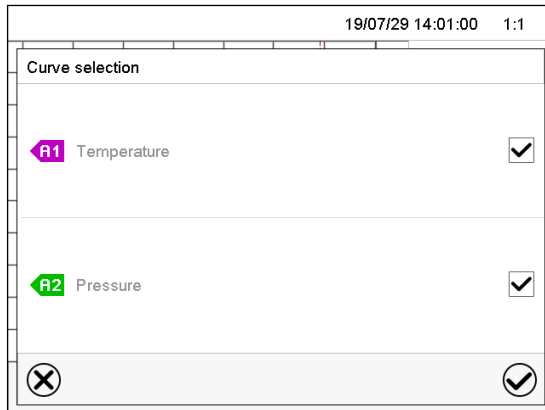 19/07/29 14:01:00 1:1
Curve selection
A1 Temperature
A2 Pressure